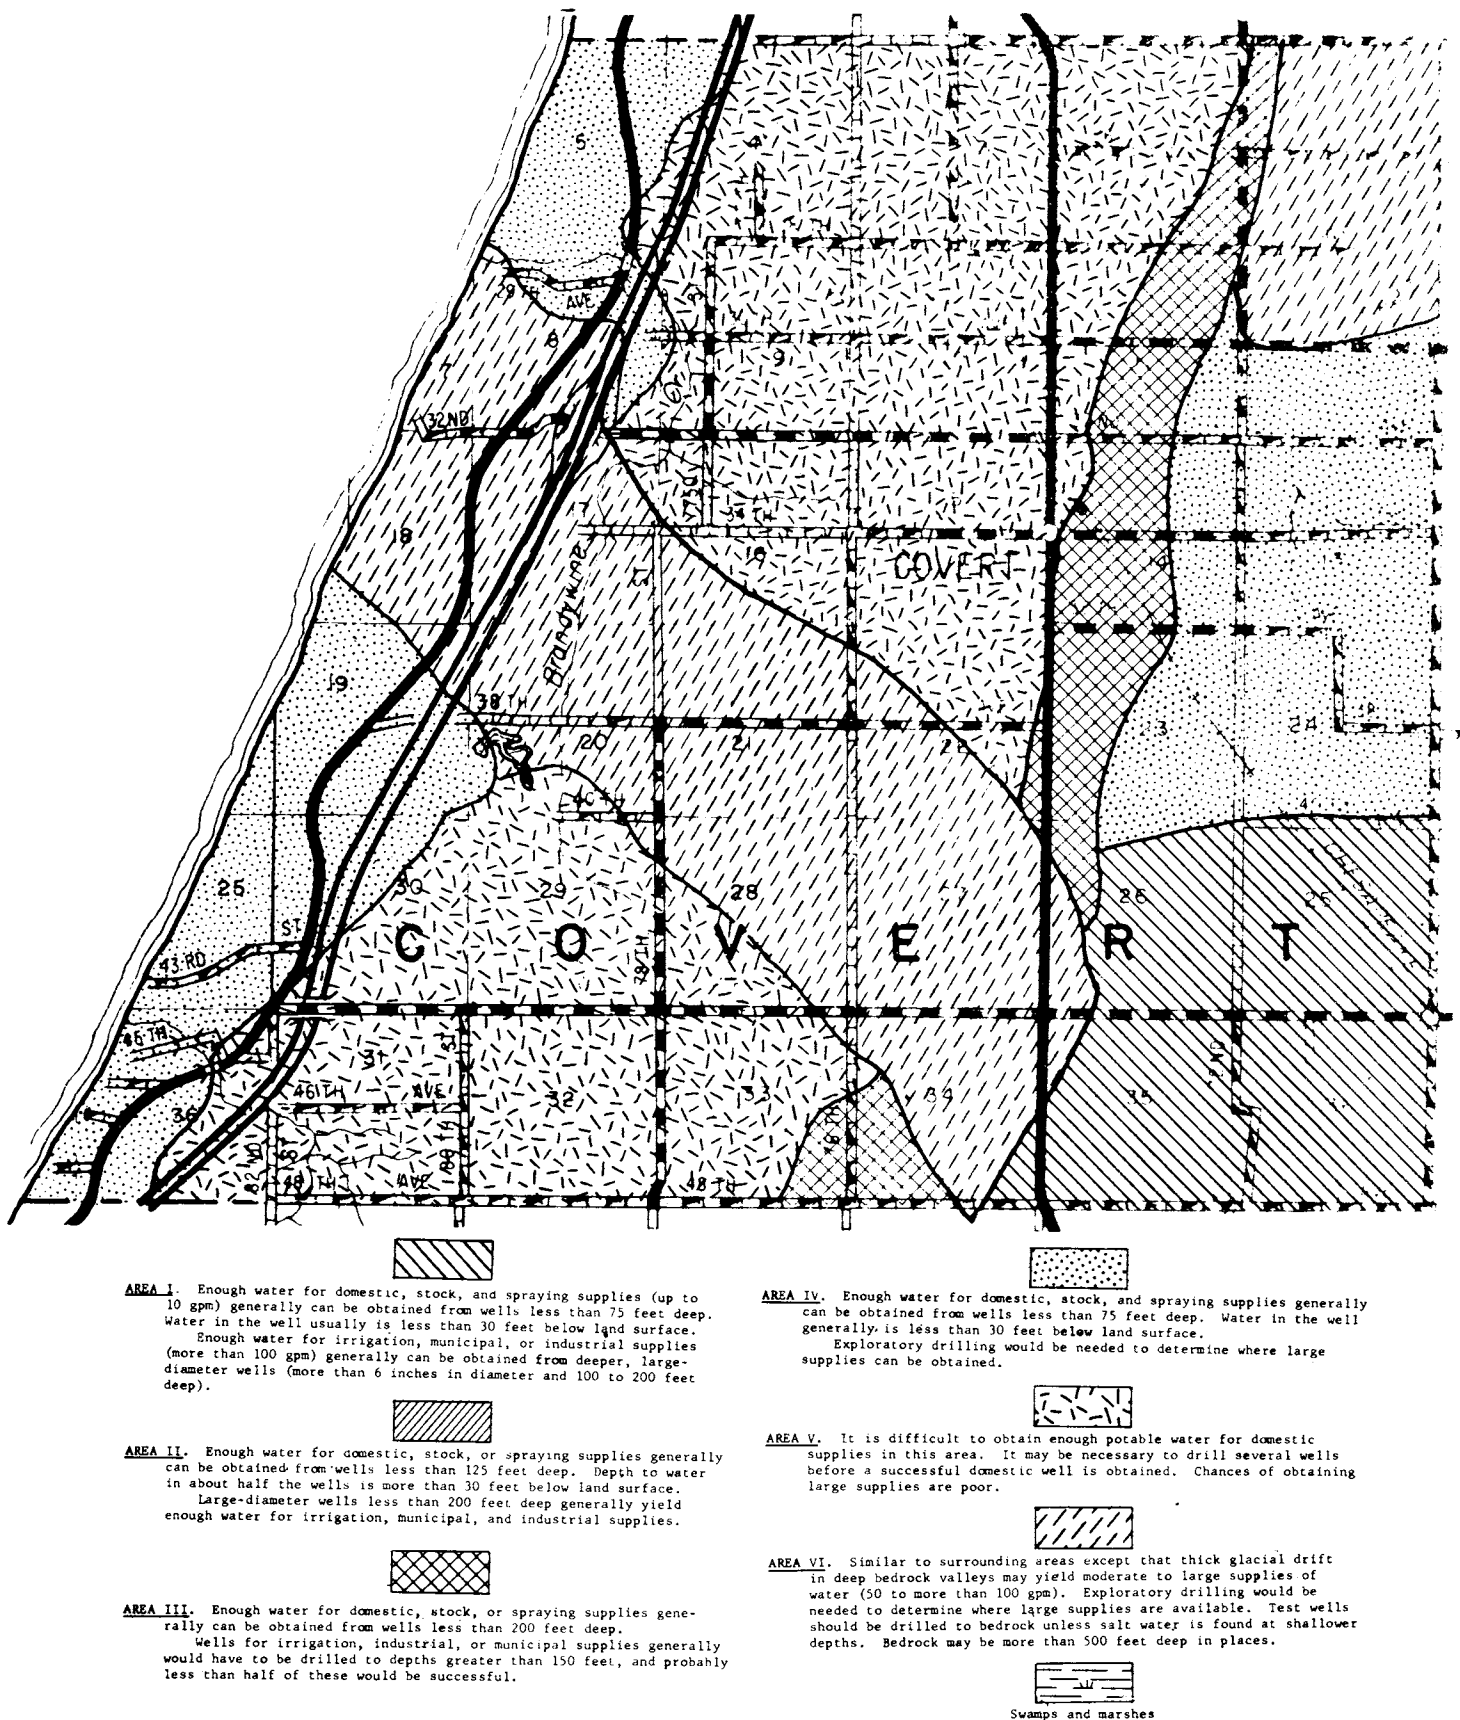 5
4
29TH
AVE.
8
7
9
Cr
32ND
18
34TH
16
COVERT
ST
Brandywine
19
38TH
20
21
22
23
24
40TH
25
30
29
28
26
25
C O V E R T
ST
43 RD
78TH
46TH
31
ST
46TH AVE
32
33
34
35
36
82ND
ST
80TH
76TH
72ND
48TH AVE
48TH
AREA I. Enough water for domestic, stock, and spraying supplies (up to
10 gpm) generally can be obtained from wells less than 75 feet deep.
Water in the well usually is less than 30 feet below land surface.
Enough water for irrigation, municipal, or industrial supplies
(more than 100 gpm) generally can be obtained from deeper, large-
diameter wells (more than 6 inches in diameter and 100 to 200 feet
deep).
AREA II. Enough water for domestic, stock, or spraying supplies generally
can be obtained from wells less than 125 feet deep. Depth to water
in about half the wells is more than 30 feet below land surface.
Large-diameter wells less than 200 feet deep generally yield
enough water for irrigation, municipal, and industrial supplies.
AREA III. Enough water for domestic, stock, or spraying supplies gene-
rally can be obtained from wells less than 200 feet deep.
Wells for irrigation, industrial, or municipal supplies generally
would have to be drilled to depths greater than 150 feet, and probably
less than half of these would be successful.
AREA IV. Enough water for domestic, stock, and spraying supplies generally
can be obtained from wells less than 75 feet deep. Water in the well
generally is less than 30 feet below land surface.
Exploratory drilling would be needed to determine where large
supplies can be obtained.
AREA V. It is difficult to obtain enough potable water for domestic
supplies in this area. It may be necessary to drill several wells
before a successful domestic well is obtained. Chances of obtaining
large supplies are poor.
AREA VI. Similar to surrounding areas except that thick glacial drift
in deep bedrock valleys may yield moderate to large supplies of
water (50 to more than 100 gpm). Exploratory drilling would be
needed to determine where large supplies are available. Test wells
should be drilled to bedrock unless salt water is found at shallower
depths. Bedrock may be more than 500 feet deep in places.
Swamps and marshes